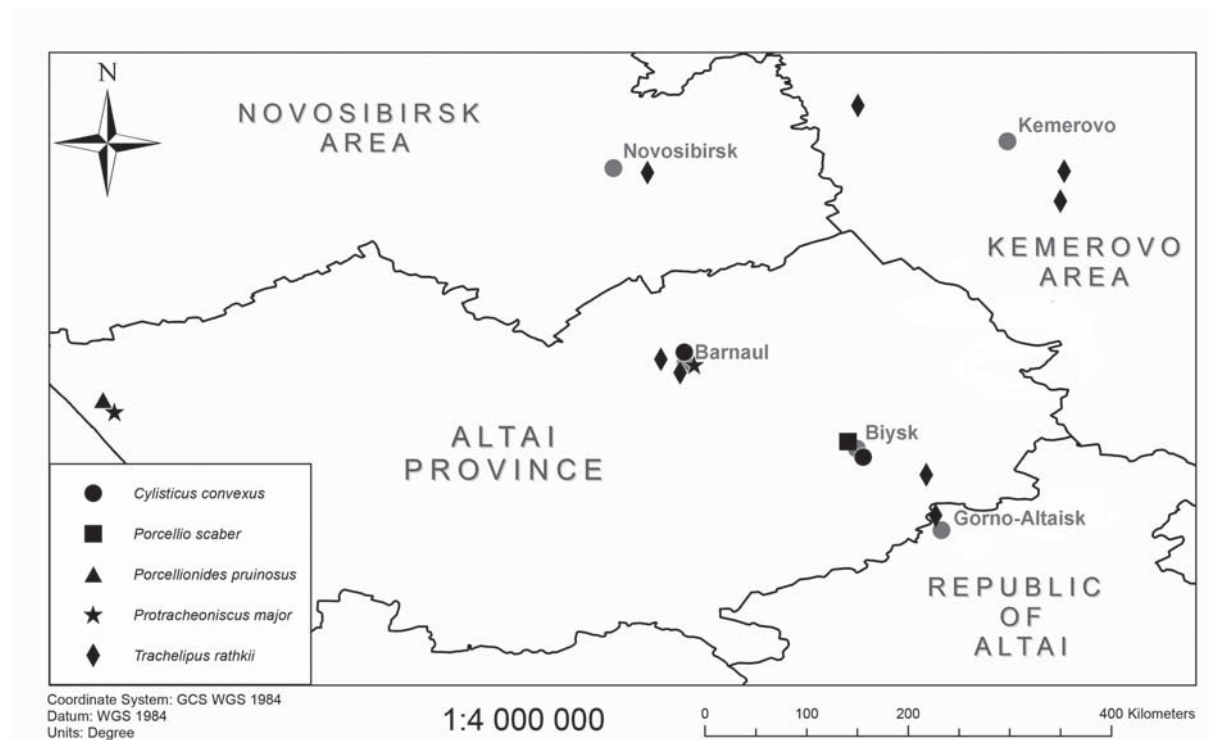 N
NOVOSIBIRSK
AREA
Novosibirsk
Kemerovo
KEMEROVO
AREA
Barnaul
ALTAI
PROVINCE
Biysk
Gorno-Altaisk
REPUBLIC
OF
ALTAI
Cylisticus convexus
Porcellio scaber
Porcellionides pruinosus
Protracheoniscus major
Trachelipus rathkii
Coordinate System: GCS WGS 1984
Datum: WGS 1984
Units: Degree
1:4 000 000
0 100 200 400 Kilometers